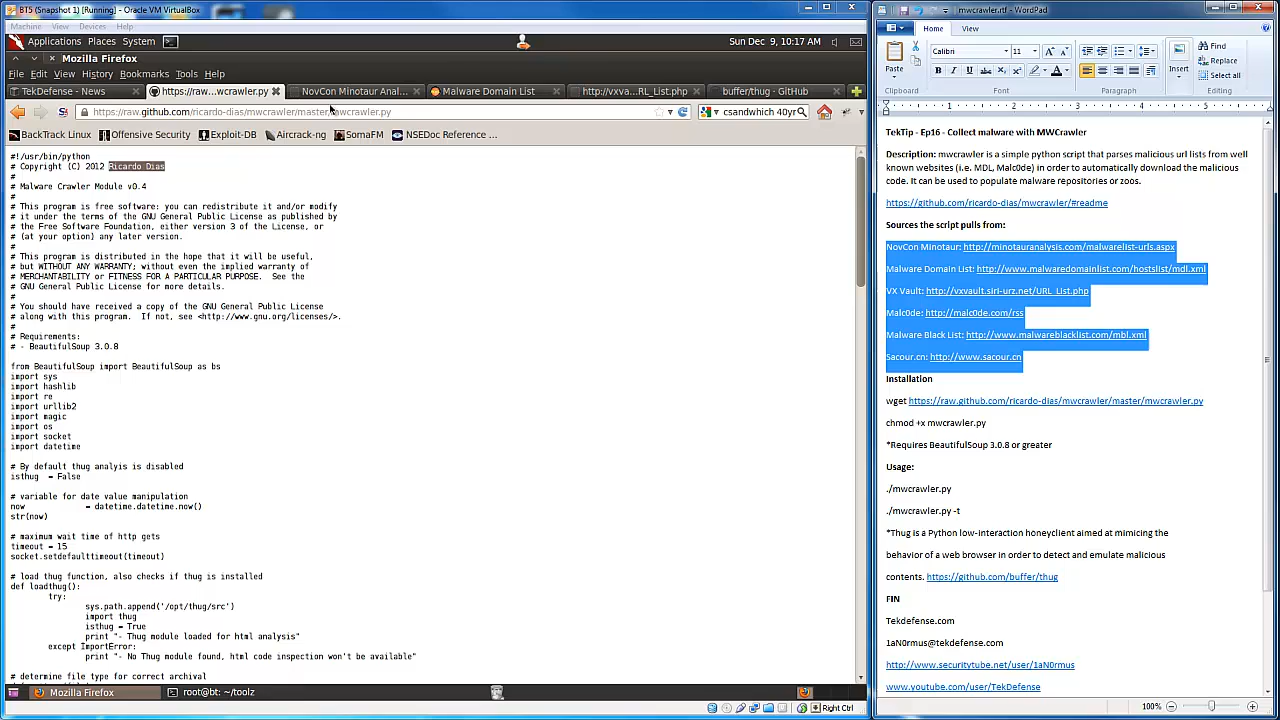 BT5 (Snapshot 1) [Running] - Oracle VM VirtualBox
Machine View Devices Help
Applications Places System
Sun Dec 9, 10:17 AM
Mozilla Firefox
File Edit View History Bookmarks Tools Help
TekDefense - News
https://raw...wcrawler.py
NovCon Minotaur Anal...
Malware Domain List
http://vxva...RL_List.php
buffer/thug · GitHub
https://raw.github.com/ricardo-dias/mwcrawler/master/mwcrawler.py
csandwhich 40yr
BackTrack Linux
Offensive Security
Exploit-DB
Aircrack-ng
SomaFM
NSEDoc Reference ...
#!/usr/bin/python
# Copyright (C) 2012 Ricardo Dias
#
# Malware Crawler Module v0.4
#
# This program is free software: you can redistribute it and/or modify
# it under the terms of the GNU General Public License as published by
# the Free Software Foundation, either version 3 of the License, or
# (at your option) any later version.
#
# This program is distributed in the hope that it will be useful,
# but WITHOUT ANY WARRANTY; without even the implied warranty of
# MERCHANTABILITY or FITNESS FOR A PARTICULAR PURPOSE.  See the
# GNU General Public License for more details.
#
# You should have received a copy of the GNU General Public License
# along with this program.  If not, see <http://www.gnu.org/licenses/>.
#
# Requirements:
# - BeautifulSoup 3.0.8
from BeautifulSoup import BeautifulSoup as bs
import sys
import hashlib
import re
import urllib2
import magic
import os
import socket
import datetime
# By default thug analyis is disabled
isthug  = False
# variable for date value manipulation
now = datetime.datetime.now()
str(now)
# maximum wait time of http gets
timeout = 15
socket.setdefaulttimeout(timeout)
# load thug function, also checks if thug is installed
def loadthug():
try:
sys.path.append('/opt/thug/src')
import thug
isthug = True
print "- Thug module loaded for html analysis"
except ImportError:
print "- No Thug module found, html code inspection won't be available"
# determine file type for correct archival
Mozilla Firefox
root@bt: ~/toolz
Right Ctrl
mwcrawler.rtf - WordPad
Home View
Paste
Calibri 11
Insert
Find
Replace
Select all
Clipboard Font Paragraph Editing
TekTip - Ep16 - Collect malware with MWCrawler
Description: mwcrawler is a simple python script that parses malicious url lists from well
known websites (i.e. MDL, Malc0de) in order to automatically download the malicious
code. It can be used to populate malware repositories or zoos.
https://github.com/ricardo-dias/mwcrawler/#readme
Sources the script pulls from:
NovCon Minotaur: http://minotauranalysis.com/malwarelist-urls.aspx
Malware Domain List: http://www.malwaredomainlist.com/hostslist/mdl.xml
VX Vault: http://vxvault.siri-urz.net/URL_List.php
Malc0de: http://malc0de.com/rss
Malware Black List: http://www.malwareblacklist.com/mbl.xml
Sacour.cn: http://www.sacour.cn
Installation
wget https://raw.github.com/ricardo-dias/mwcrawler/master/mwcrawler.py
chmod +x mwcrawler.py
*Requires BeautifulSoup 3.0.8 or greater
Usage:
./mwcrawler.py
./mwcrawler.py -t
*Thug is a Python low-interaction honeyclient aimed at mimicing the
behavior of a web browser in order to detect and emulate malicious
contents. https://github.com/buffer/thug
FIN
Tekdefense.com
1aN0rmus@tekdefense.com
http://www.securitytube.net/user/1aN0rmus
www.youtube.com/user/TekDefense
100%